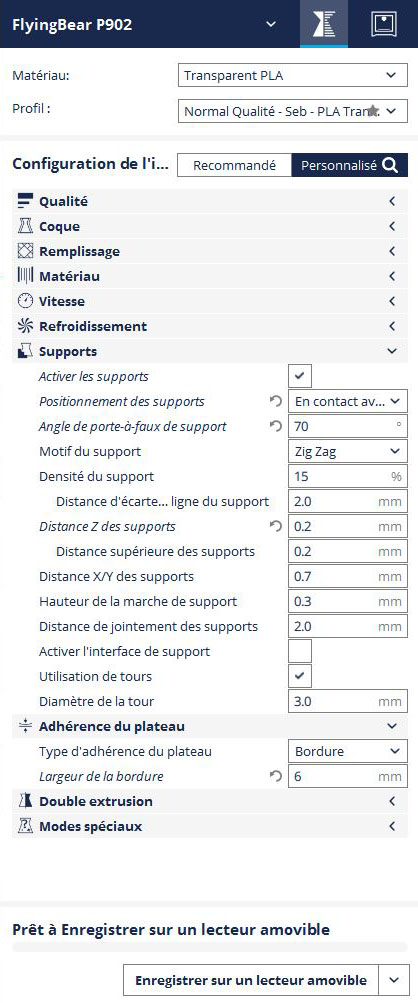 FlyingBear P902
Matériau: Transparent PLA
Profil : Normal Qualité - Seb - PLA Tran...
Configuration de l'i... Recommandé Personnalisé
Qualité
Coque
Remplissage
Matériau
Vitesse
Refroidissement
Supports
Activer les supports
Positionnement des supports En contact av...
Angle de porte-à-faux de support 70 °
Motif du support Zig Zag
Densité du support 15 %
Distance d'écarte... ligne du support 2.0 mm
Distance Z des supports 0.2 mm
Distance supérieure des supports 0.2 mm
Distance X/Y des supports 0.7 mm
Hauteur de la marche de support 0.3 mm
Distance de jointement des supports 2.0 mm
Activer l'interface de support
Utilisation de tours
Diamètre de la tour 3.0 mm
Adhérence du plateau
Type d'adhérence du plateau Bordure
Largeur de la bordure 6 mm
Double extrusion
Modes spéciaux
Prêt à Enregistrer sur un lecteur amovible
Enregistrer sur un lecteur amovible